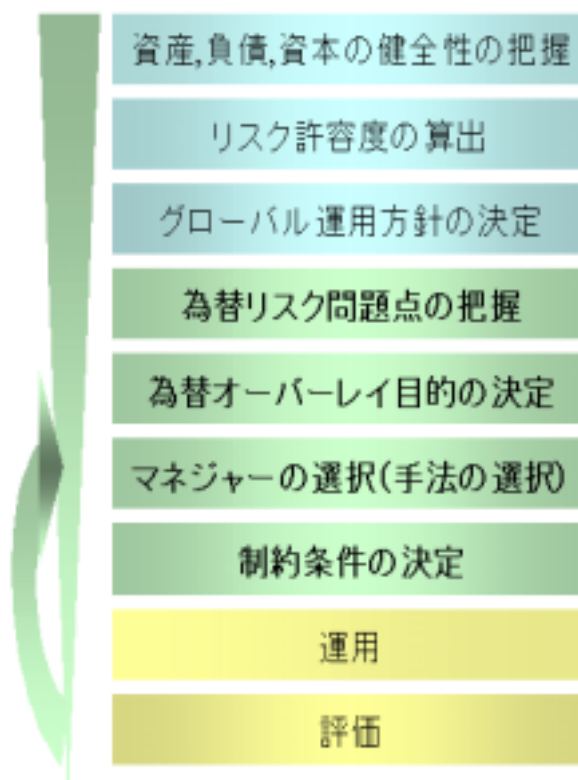 資産,負債,資本の健全性の把握
リスク許容度の算出
グローバル運用方針の決定
為替リスク問題点の把握
為替オーバーレイ目的の決定
マネジャーの選択(手法の選択)
制約条件の決定
運用
評価